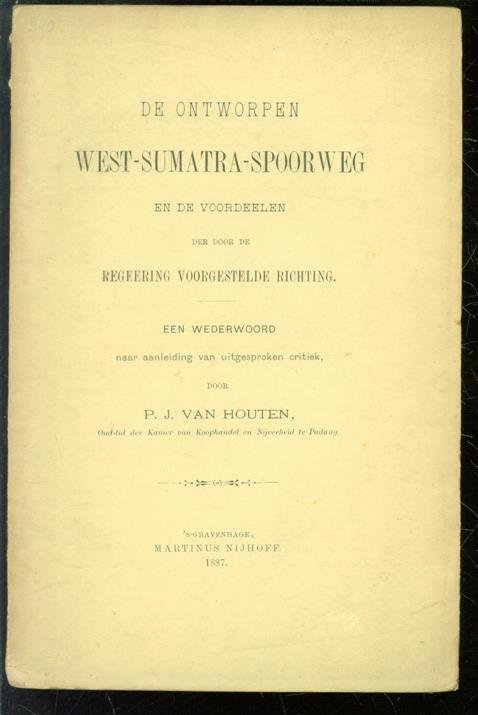 DE ONTWORPEN
WEST-SUMATRA-SPOORWEG
EN DE VOORDEELEN
DER DOOR DE
REGEERING VOORGESTELDE RICHTING.
EEN WEDERWOORD
naar aanleiding van uitgesproken critiek,
DOOR
P. J. VAN HOUTEN,
Oud-lid der Kamer van Koophandel en Nijverheid te Padang.
'S-GRAVENHAGE,
MARTINUS NIJHOFF.
1887.